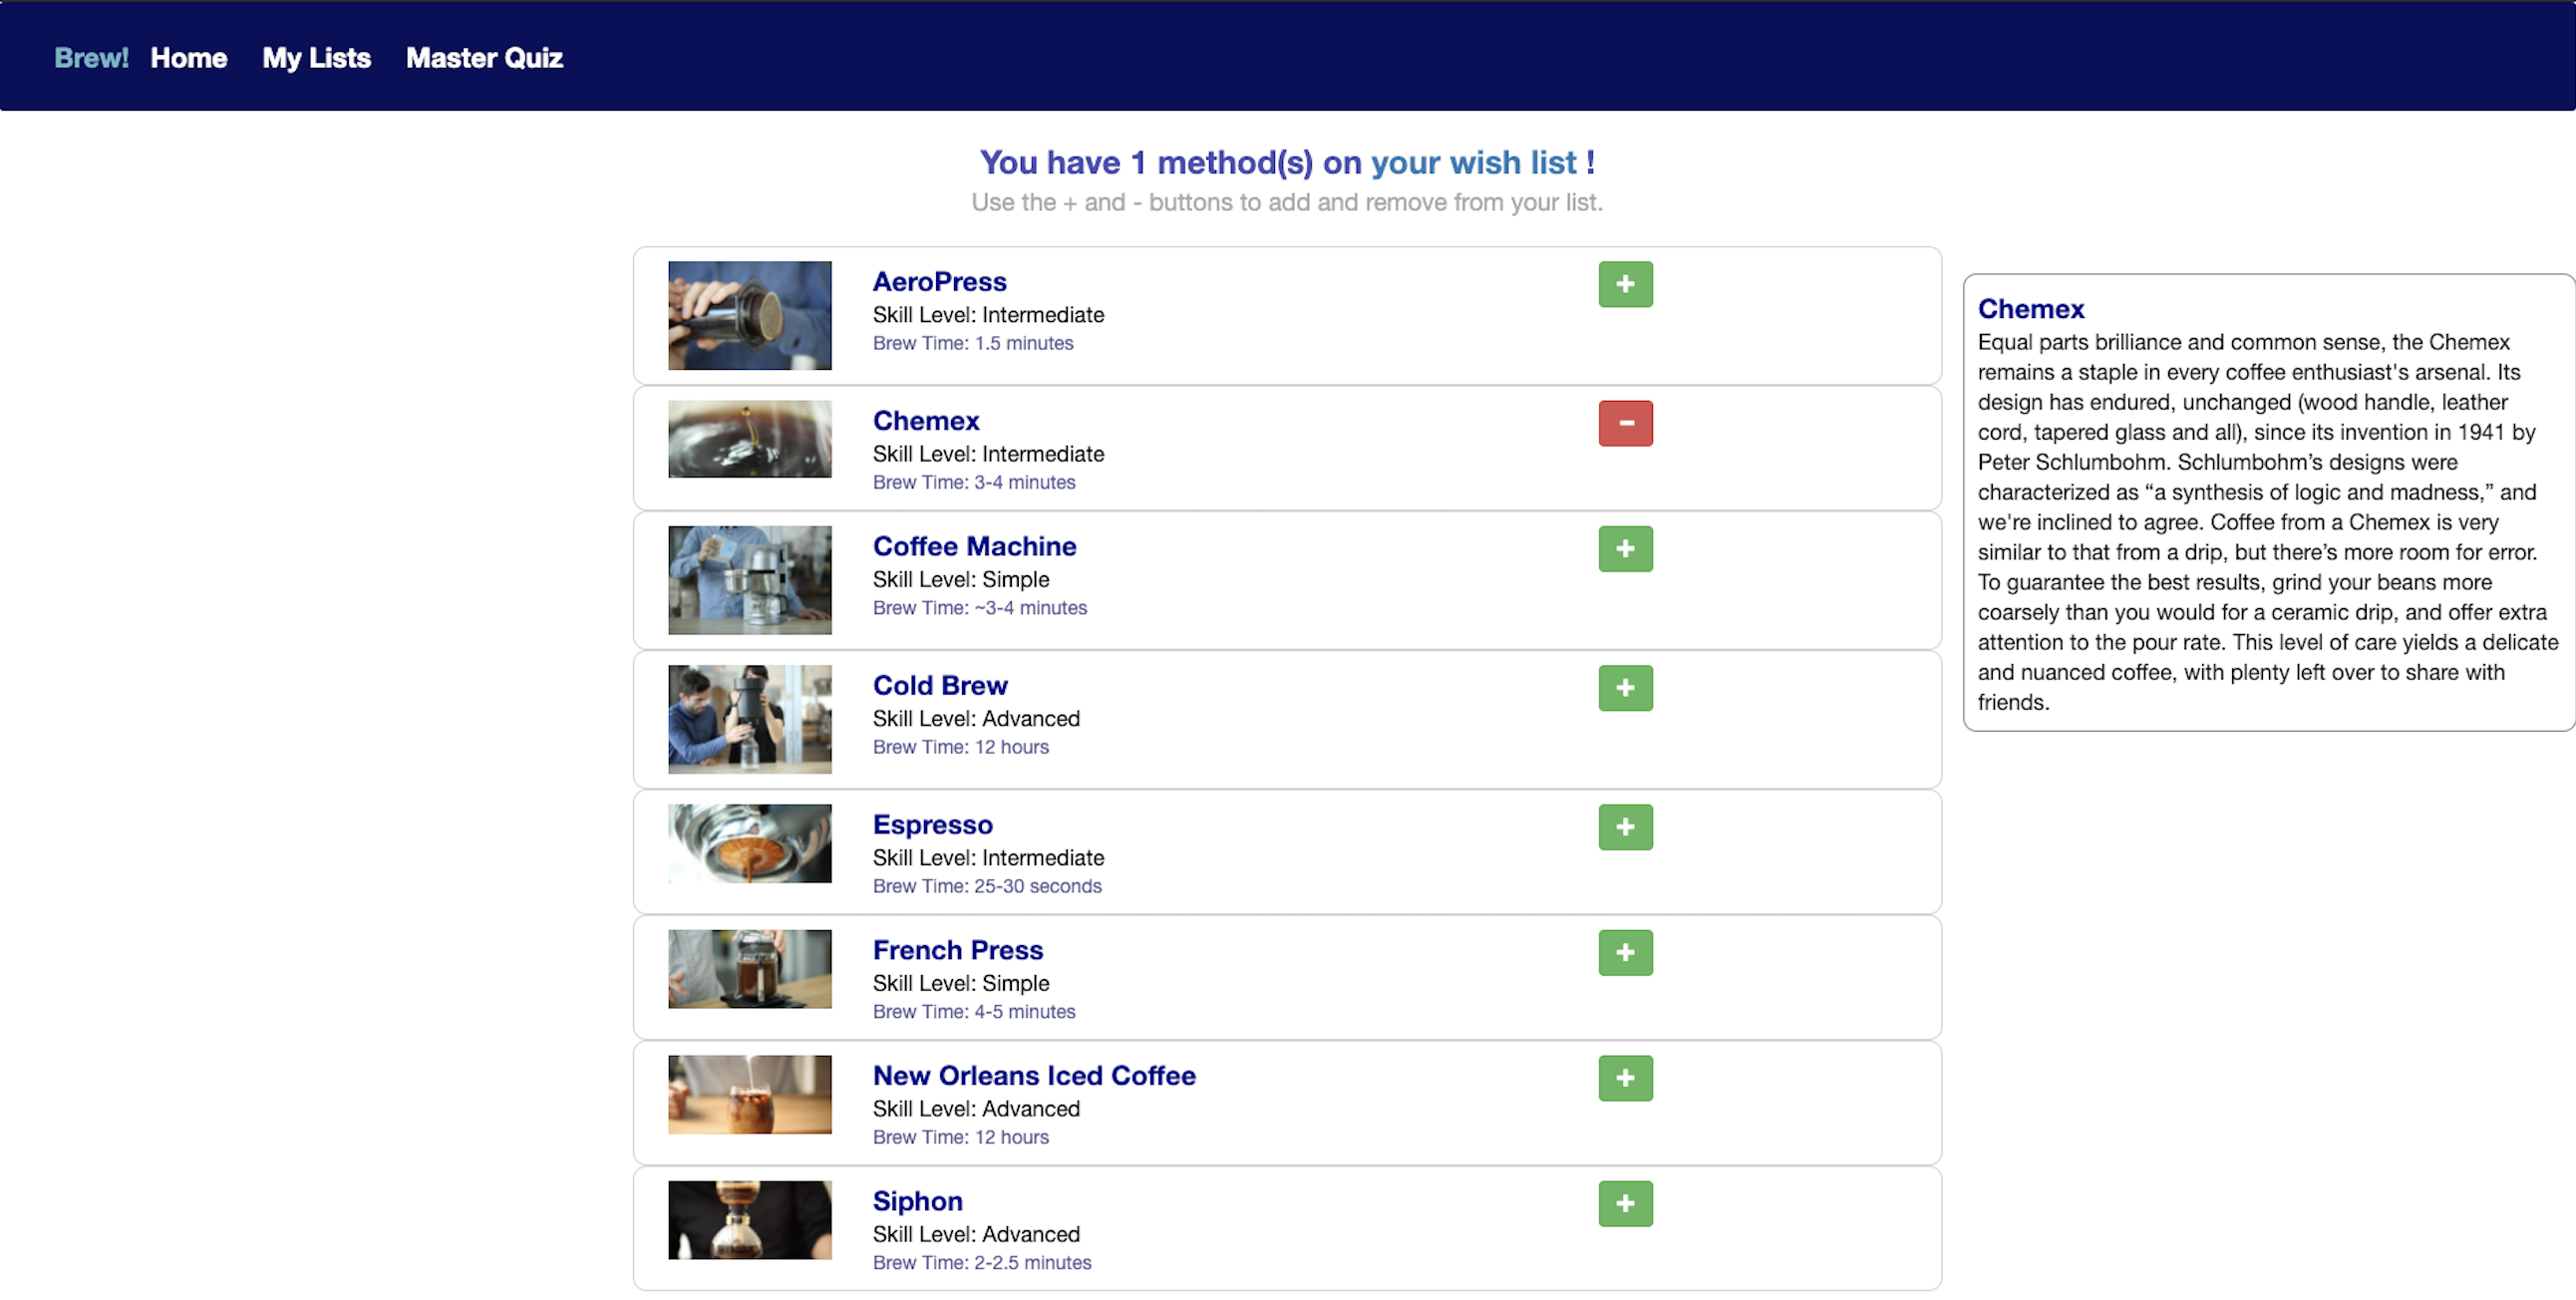 Brew! Home My Lists Master Quiz
You have 1 method(s) on your wish list !
Use the + and - buttons to add and remove from your list.
AeroPress
Skill Level: Intermediate
Brew Time: 1.5 minutes
Chemex
Skill Level: Intermediate
Brew Time: 3-4 minutes
Coffee Machine
Skill Level: Simple
Brew Time: ~3-4 minutes
Cold Brew
Skill Level: Advanced
Brew Time: 12 hours
Espresso
Skill Level: Intermediate
Brew Time: 25-30 seconds
French Press
Skill Level: Simple
Brew Time: 4-5 minutes
New Orleans Iced Coffee
Skill Level: Advanced
Brew Time: 12 hours
Siphon
Skill Level: Advanced
Brew Time: 2-2.5 minutes
Chemex
Equal parts brilliance and common sense, the Chemex
remains a staple in every coffee enthusiast's arsenal. Its
design has endured, unchanged (wood handle, leather
cord, tapered glass and all), since its invention in 1941 by
Peter Schlumbohm. Schlumbohm’s designs were
characterized as “a synthesis of logic and madness,” and
we're inclined to agree. Coffee from a Chemex is very
similar to that from a drip, but there’s more room for error.
To guarantee the best results, grind your beans more
coarsely than you would for a ceramic drip, and offer extra
attention to the pour rate. This level of care yields a delicate
and nuanced coffee, with plenty left over to share with
friends.